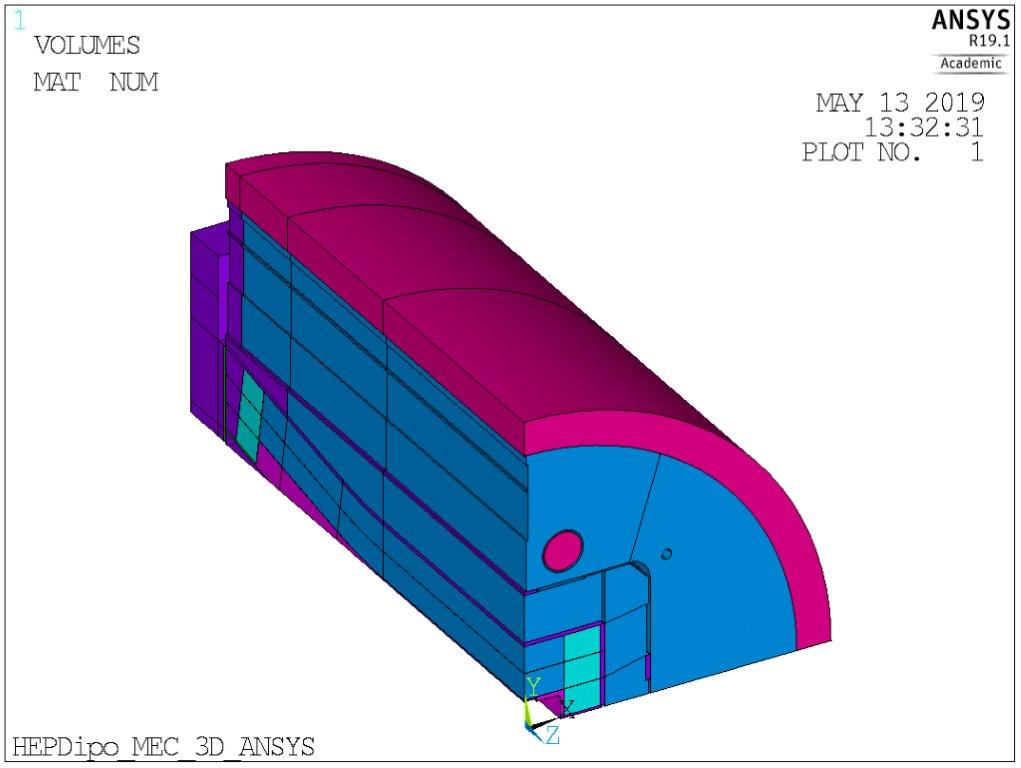 1
VOLUMES
MAT NUM
ANSYS
R19.1
Academic
MAY 13 2019
13:32:31
PLOT NO. 1
Y
X
Z
HEPDipo_MEC_3D_ANSYS